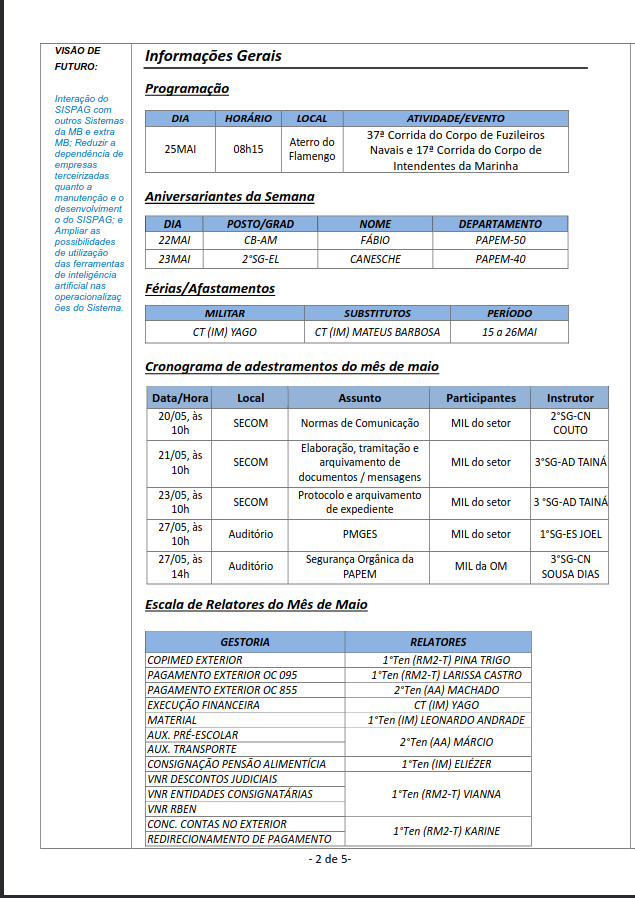 VISÃO DE
FUTURO:
Interação do
SISPAG com
outros Sistemas
da MB e extra
MB; Reduzir a
dependência de
empresas
terceirizadas
quanto a
manutenção e o
desenvolviment
o do SISPAG; e
Ampliar as
possibilidades
de utilização
das ferramentas
de inteligência
artificial nas
operacionalizaç
ões do Sistema.
Informações Gerais
Programação
DIA HORÁRIO LOCAL ATIVIDADE/EVENTO
25MAI 08h15 Aterro do Flamengo 37ª Corrida do Corpo de Fuzileiros
Navais e 17ª Corrida do Corpo de
Intendentes da Marinha
Aniversariantes da Semana
DIA POSTO/GRAD NOME DEPARTAMENTO
22MAI CB-AM FÁBIO PAPEM-50
23MAI 2°SG-EL CANESCHE PAPEM-40
Férias/Afastamentos
MILITAR SUBSTITUTOS PERÍODO
CT (IM) YAGO CT (IM) MATEUS BARBOSA 15 a 26MAI
Cronograma de adestramentos do mês de maio
Data/Hora Local Assunto Participantes Instrutor
20/05, às 10h SECOM Normas de Comunicação MIL do setor 2°SG-CN COUTO
21/05, às 10h SECOM Elaboração, tramitação e arquivamento de documentos / mensagens MIL do setor 3°SG-AD TAINÁ
23/05, às 10h SECOM Protocolo e arquivamento de expediente MIL do setor 3 °SG-AD TAINÁ
27/05, às 10h Auditório PMGES MIL do setor 1°SG-ES JOEL
27/05, às 14h Auditório Segurança Orgânica da PAPEM MIL da OM 3°SG-CN SOUSA DIAS
Escala de Relatores do Mês de Maio
GESTORIA RELATORES
COPIMED EXTERIOR 1°Ten (RM2-T) PINA TRIGO
PAGAMENTO EXTERIOR OC 095 1°Ten (RM2-T) LARISSA CASTRO
PAGAMENTO EXTERIOR OC 855 2°Ten (AA) MACHADO
EXECUÇÃO FINANCEIRA CT (IM) YAGO
MATERIAL 1°Ten (IM) LEONARDO ANDRADE
AUX. PRÉ-ESCOLAR
AUX. TRANSPORTE 2°Ten (AA) MÁRCIO
CONSIGNAÇÃO PENSÃO ALIMENTÍCIA 1°Ten (IM) ELIÉZER
VNR DESCONTOS JUDICIAIS
VNR ENTIDADES CONSIGNATÁRIAS 1°Ten (RM2-T) VIANNA
VNR RBEN
CONC. CONTAS NO EXTERIOR
REDIRECIONAMENTO DE PAGAMENTO 1°Ten (RM2-T) KARINE
- 2 de 5-